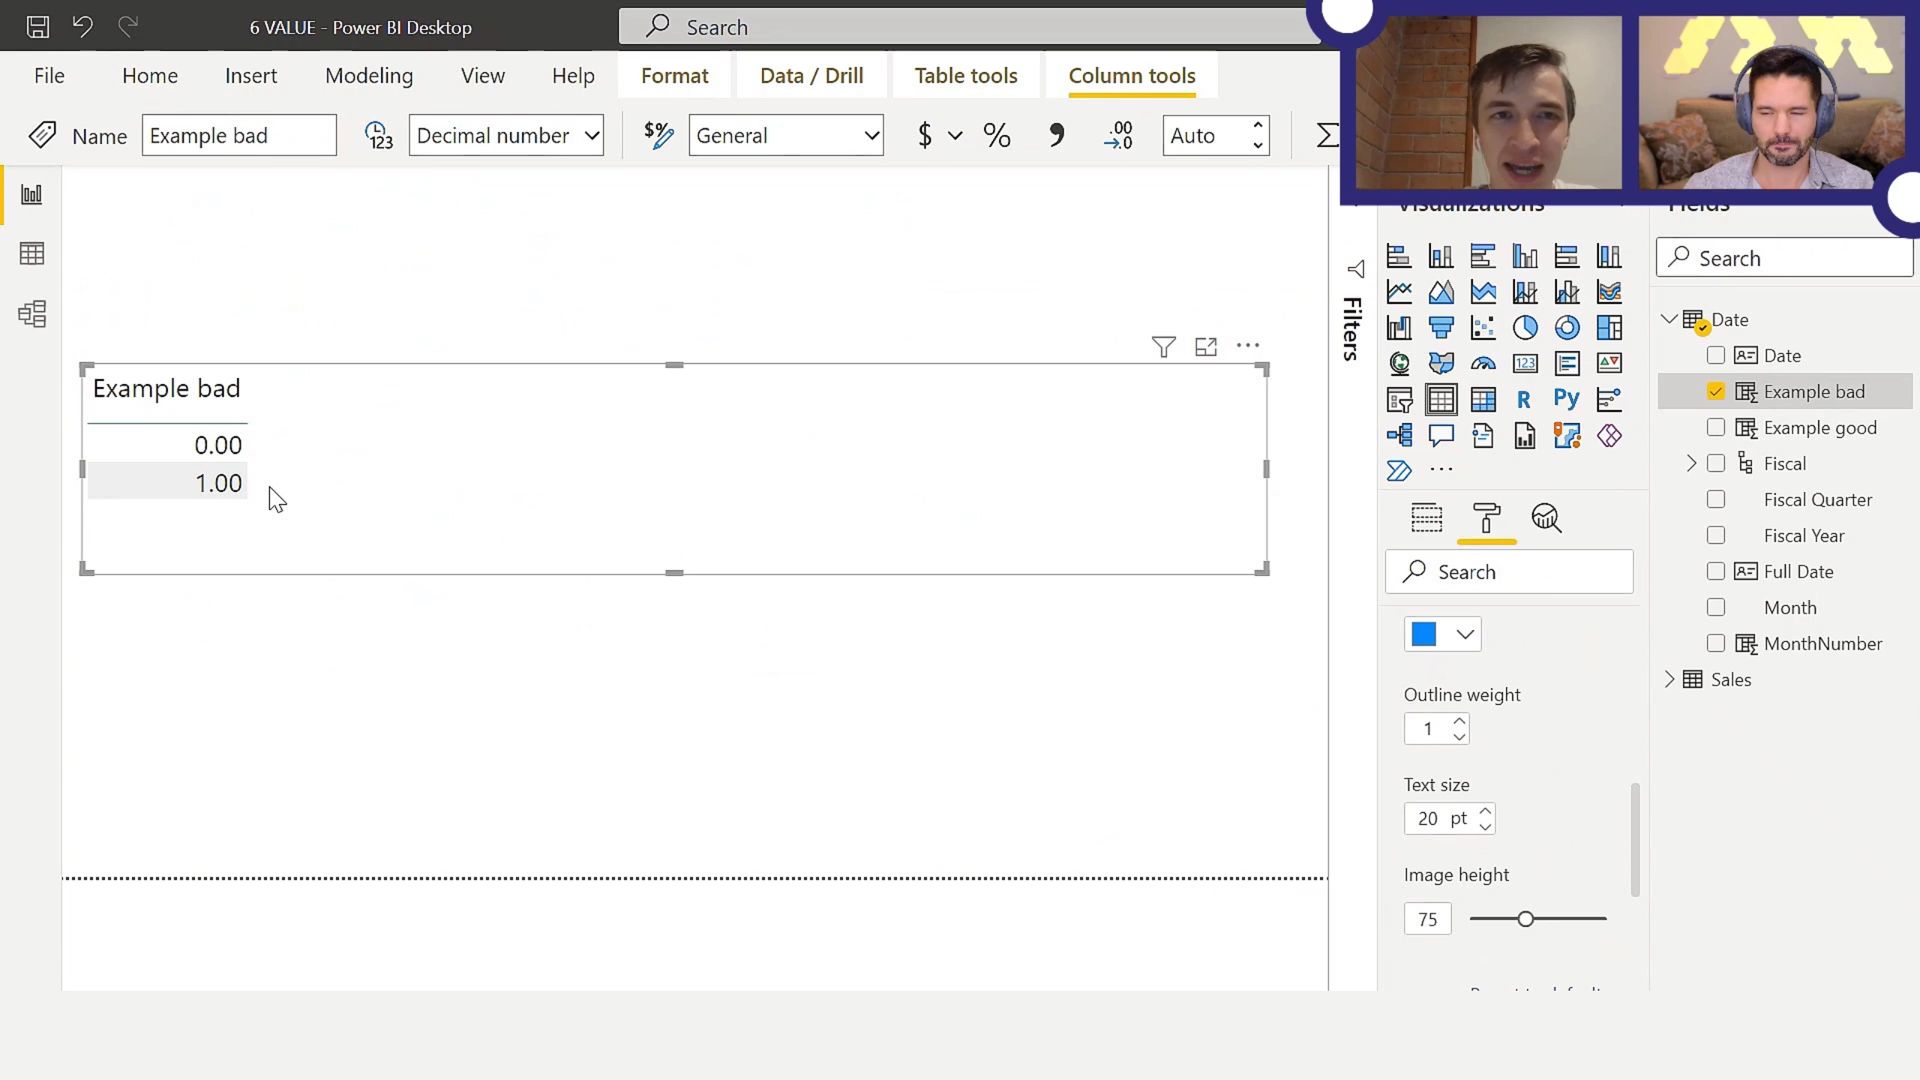 6 VALUE - Power BI Desktop
Search
File Home Insert Modeling View Help Format Data / Drill Table tools Column tools
Name Example bad Decimal number General $ % Auto
Visualizations
Fields
Search
Filters
Date
Date
Example bad
Example good
Fiscal
Fiscal Quarter
Fiscal Year
Full Date
Month
MonthNumber
Sales
Example bad
0.00
1.00
R Py
Search
Outline weight
1
Text size
20 pt
Image height
75